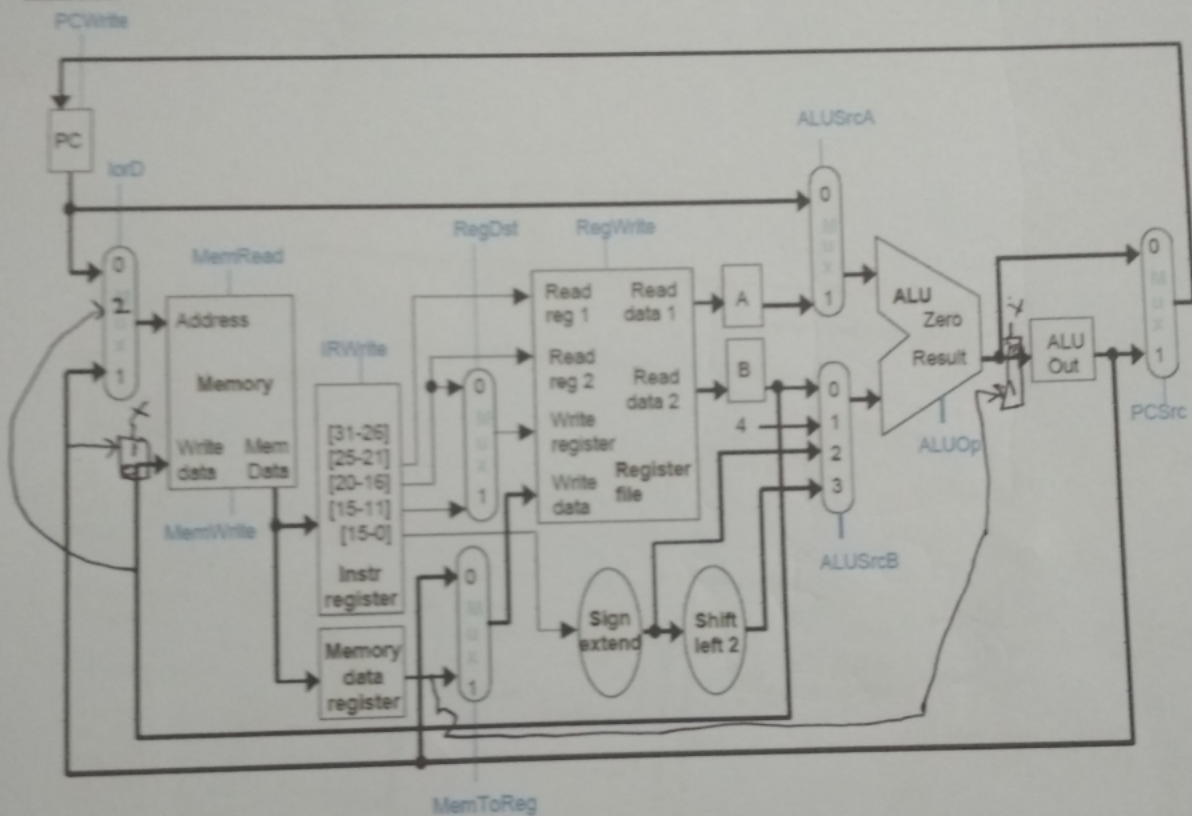 PCWrite
PC
IorD
0
2
u
x
1
MemRead
Address
Memory
Write data
Mem Data
MemWrite
IRWrite
[31-26]
[25-21]
[20-16]
[15-11]
[15-0]
Instr register
Memory data register
RegDst
0
M
u
x
1
MemToReg
0
M
u
x
1
RegWrite
Read reg 1
Read data 1
Read reg 2
Read data 2
Write register
Write data
Register file
Sign extend
Shift left 2
A
B
4
ALUSrcA
0
M
u
x
1
0
1
2
3
ALUSrcB
ALU
Zero
Result
ALUOp
Y
ALU Out
0
M
u
x
1
PCSrc
X
1